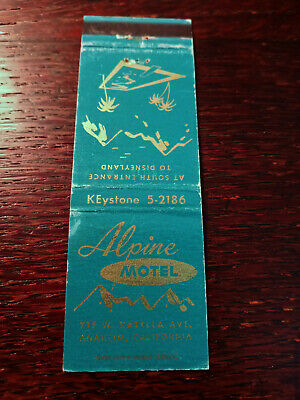 AT SOUTH ENTRANCE
TO DISNEYLAND
KEystone 5-2186
Alpine
MOTEL
W. KATELLA AVE.
ANAHEIM, CALIFORNIA